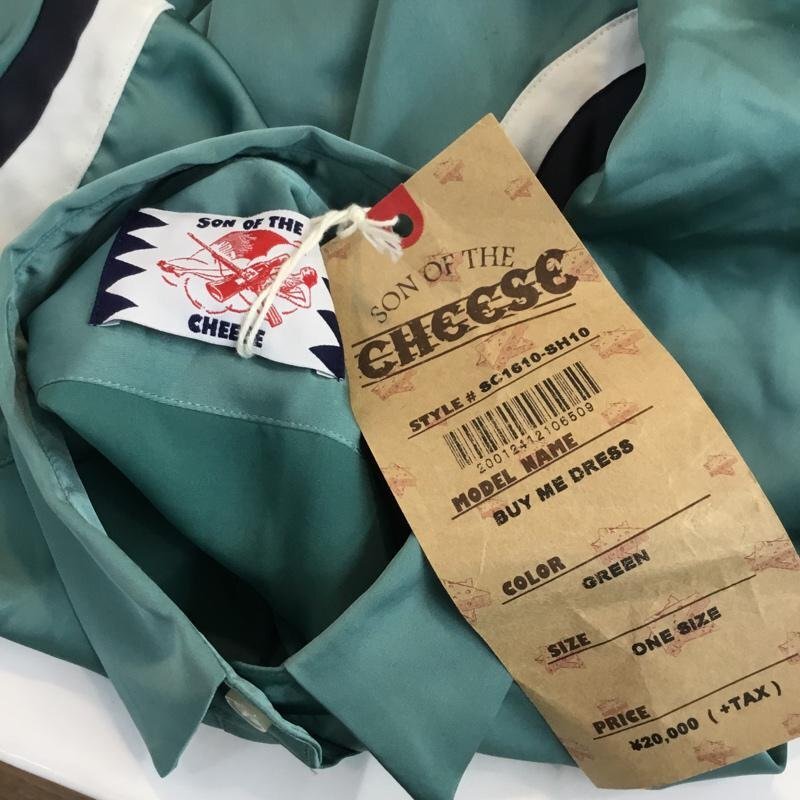 SON OF THE
CHEESE
SON OF THE
CHEESE
STYLE # SC1610-SH10
20012412106509
MODEL NAME
BUY ME DRESS
COLOR
GREEN
SIZE
ONE SIZE
PRICE
¥20,000 ( +TAX )